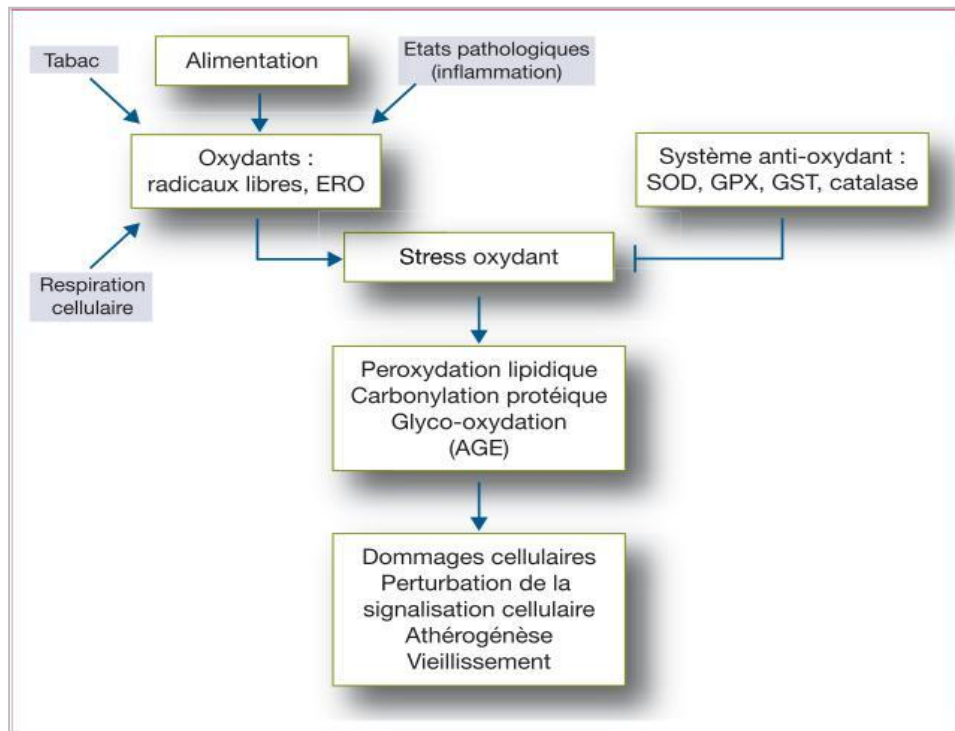 Tabac
Alimentation
Etats pathologiques
(inflammation)
Oxydants :
radicaux libres, ERO
Système anti-oxydant :
SOD, GPX, GST, catalase
Respiration
cellulaire
Stress oxydant
Peroxydation lipidique
Carbonylation protéique
Glyco-oxydation
(AGE)
Dommages cellulaires
Perturbation de la
signalisation cellulaire
Athérogénèse
Vieillissement